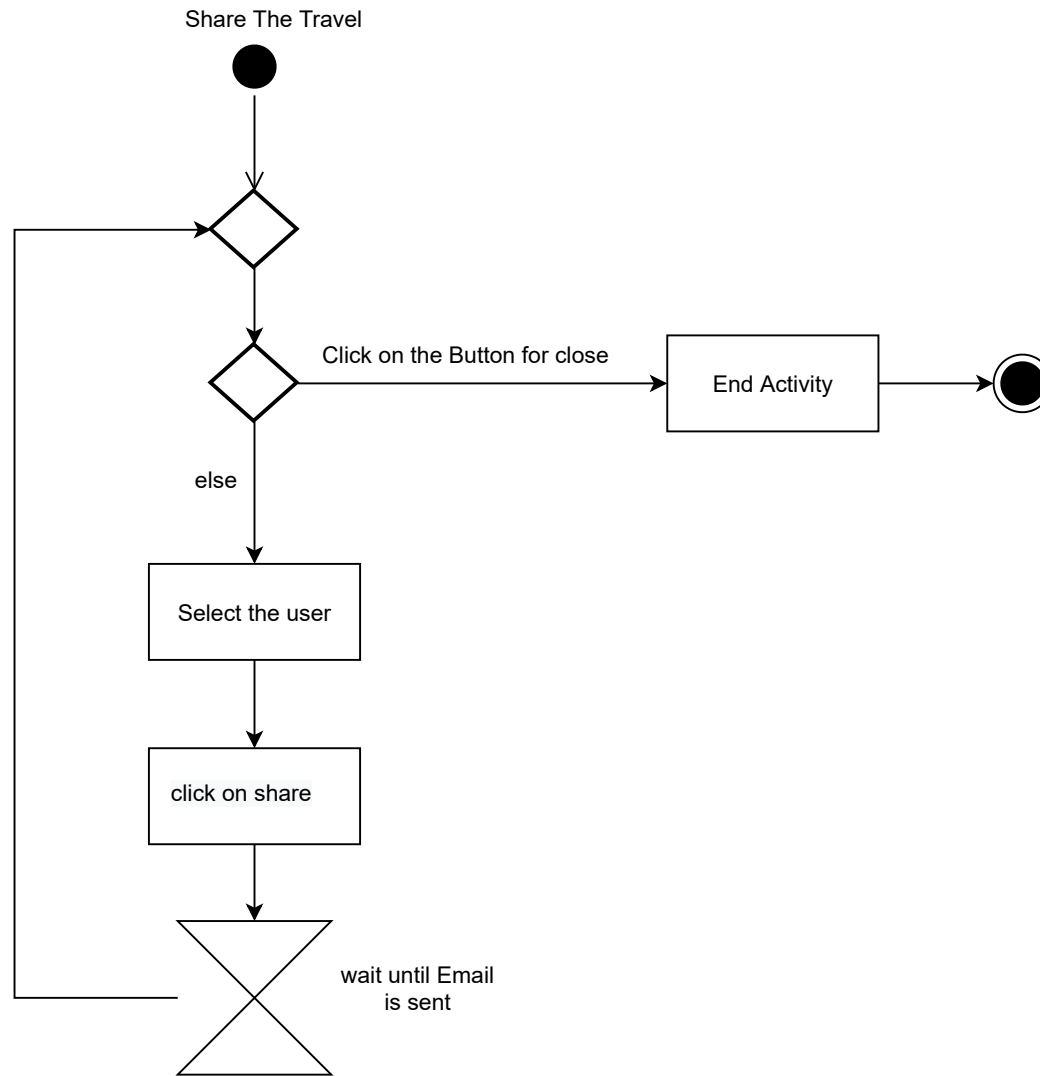 Share The Travel
Click on the Button for close
End Activity
else
Select the user
click on share
wait until Email
is sent